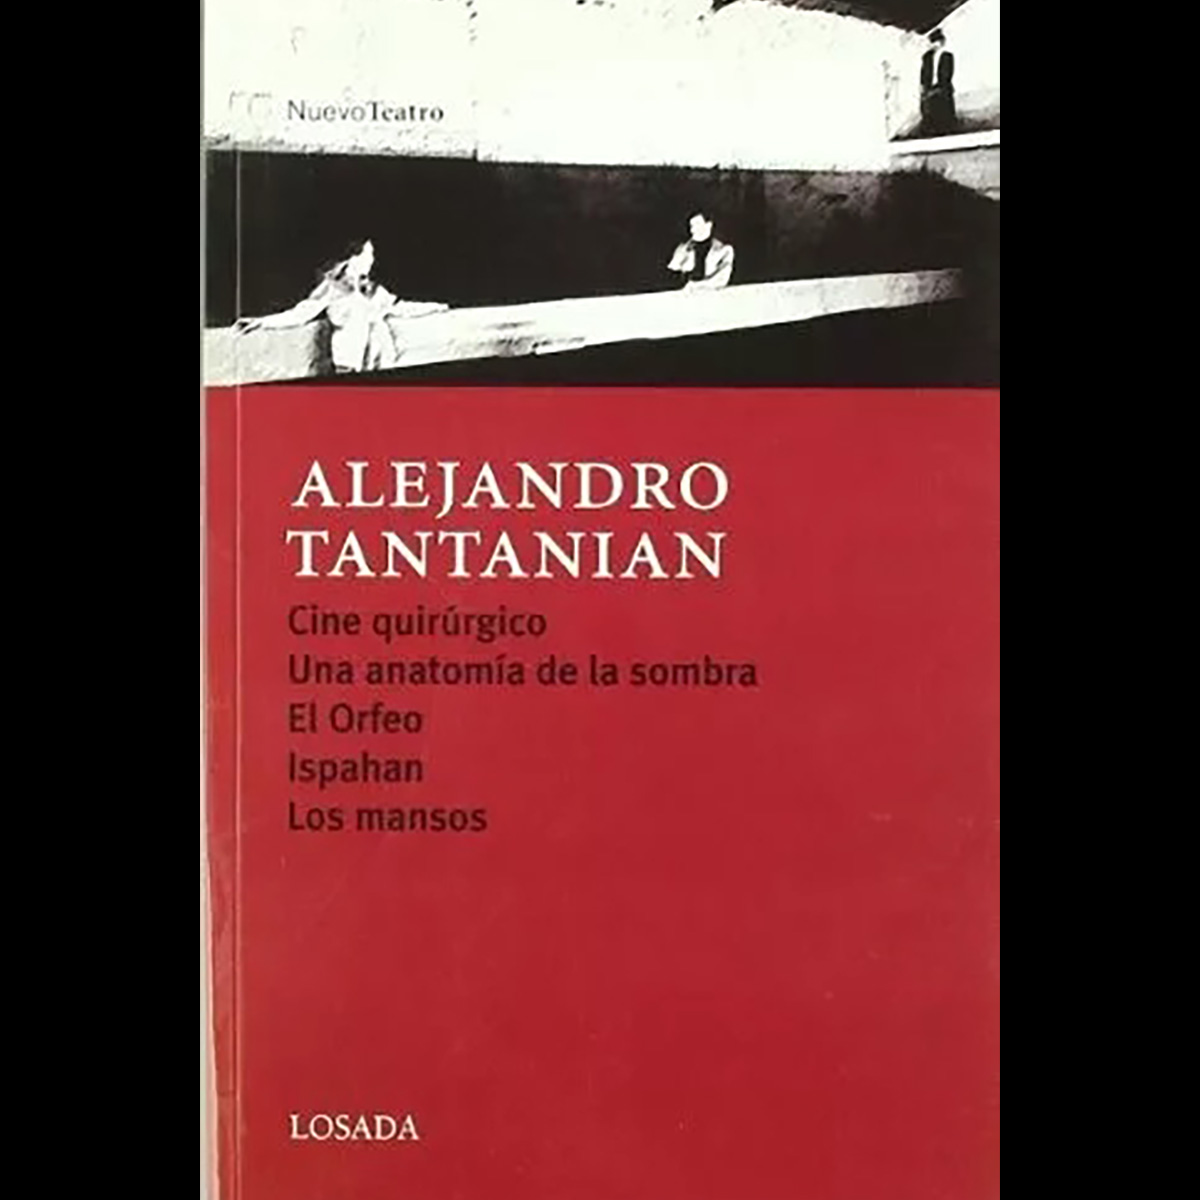 NuevoTeatro
ALEJANDRO
TANTANIAN
Cine quirúrgico
Una anatomía de la sombra
El Orfeo
Ispahan
Los mansos
LOSADA